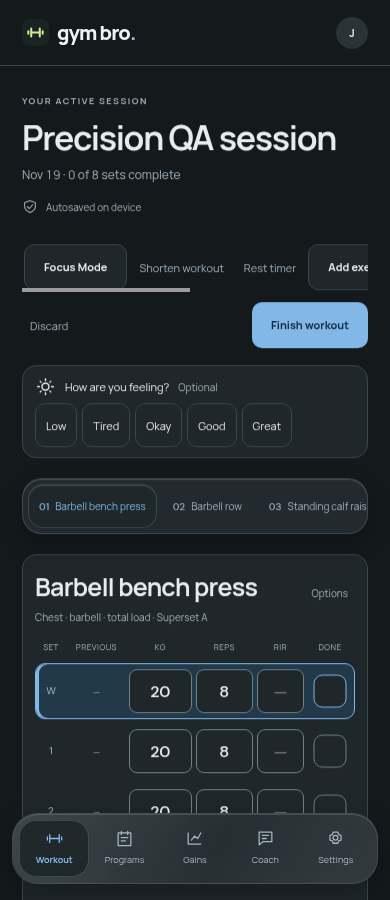 gym bro.
J
YOUR ACTIVE SESSION
Precision QA session
Nov 19 · 0 of 8 sets complete
Autosaved on device
Focus Mode Shorten workout Rest timer Add exe
Discard Finish workout
How are you feeling? Optional
Low Tired Okay Good Great
01 Barbell bench press 02 Barbell row 03 Standing calf rais
Barbell bench press Options
Chest · barbell · total load · Superset A
SET PREVIOUS KG REPS RIR DONE
W – 20 8 —
1 – 20 8 —
2 – 20 8 —
Workout Programs Gains Coach Settings